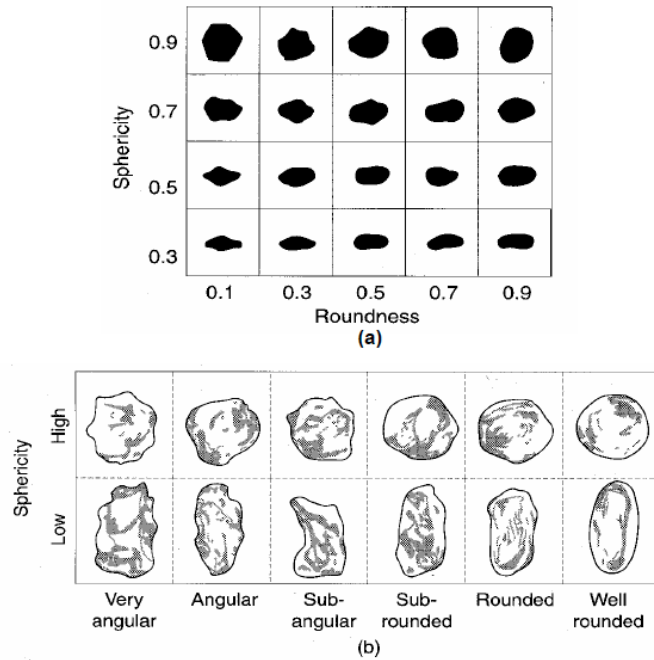 0.9
0.7
0.5
0.3
Sphericity
0.1 0.3 0.5 0.7 0.9
Roundness
(a)
Sphericity
High
Low
Very angular
Angular
Sub-angular
Sub-rounded
Rounded
Well rounded
(b)